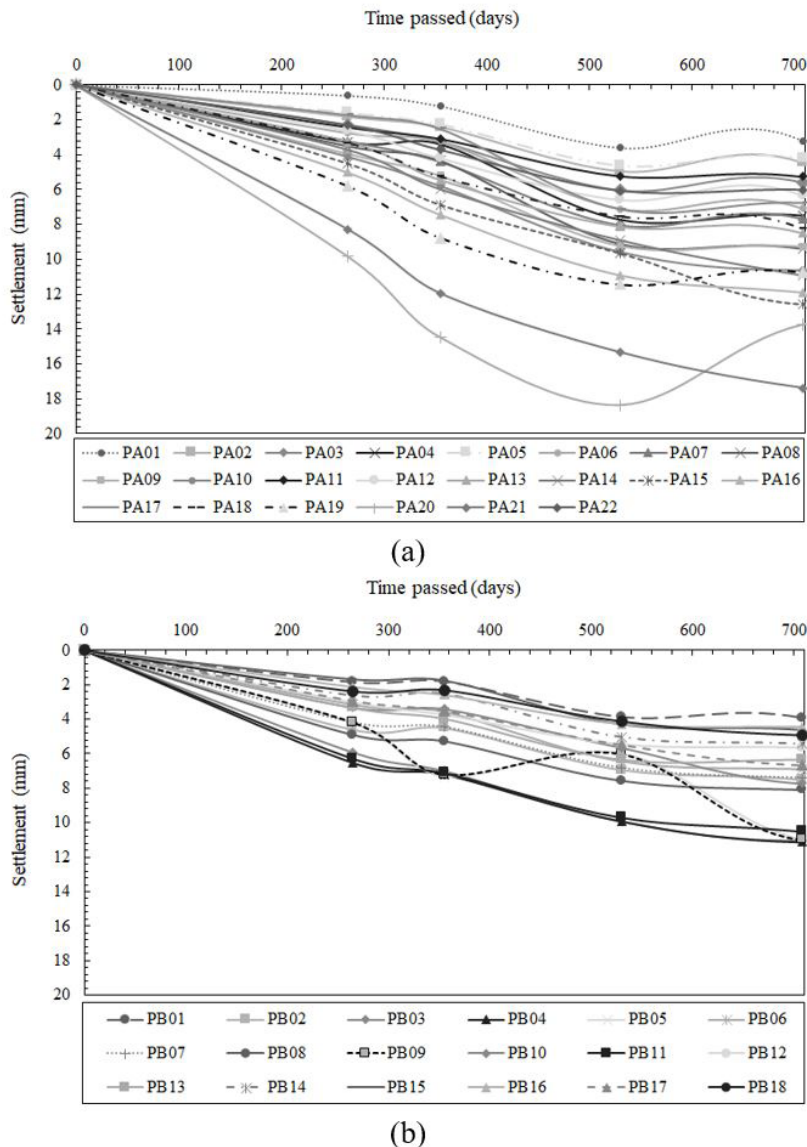 Time passed (days)
0 100 200 300 400 500 600 700
0
2
4
6
8
10
12
14
16
18
20
Settlement (mm)
PA01 PA02 PA03 PA04 PA05 PA06 PA07 PA08
PA09 PA10 PA11 PA12 PA13 PA14 PA15 PA16
PA17 PA18 PA19 PA20 PA21 PA22
(a)
Time passed (days)
0 100 200 300 400 500 600 700
0
2
4
6
8
10
12
14
16
18
20
Settlement (mm)
PB01 PB02 PB03 PB04 PB05 PB06
PB07 PB08 PB09 PB10 PB11 PB12
PB13 PB14 PB15 PB16 PB17 PB18
(b)